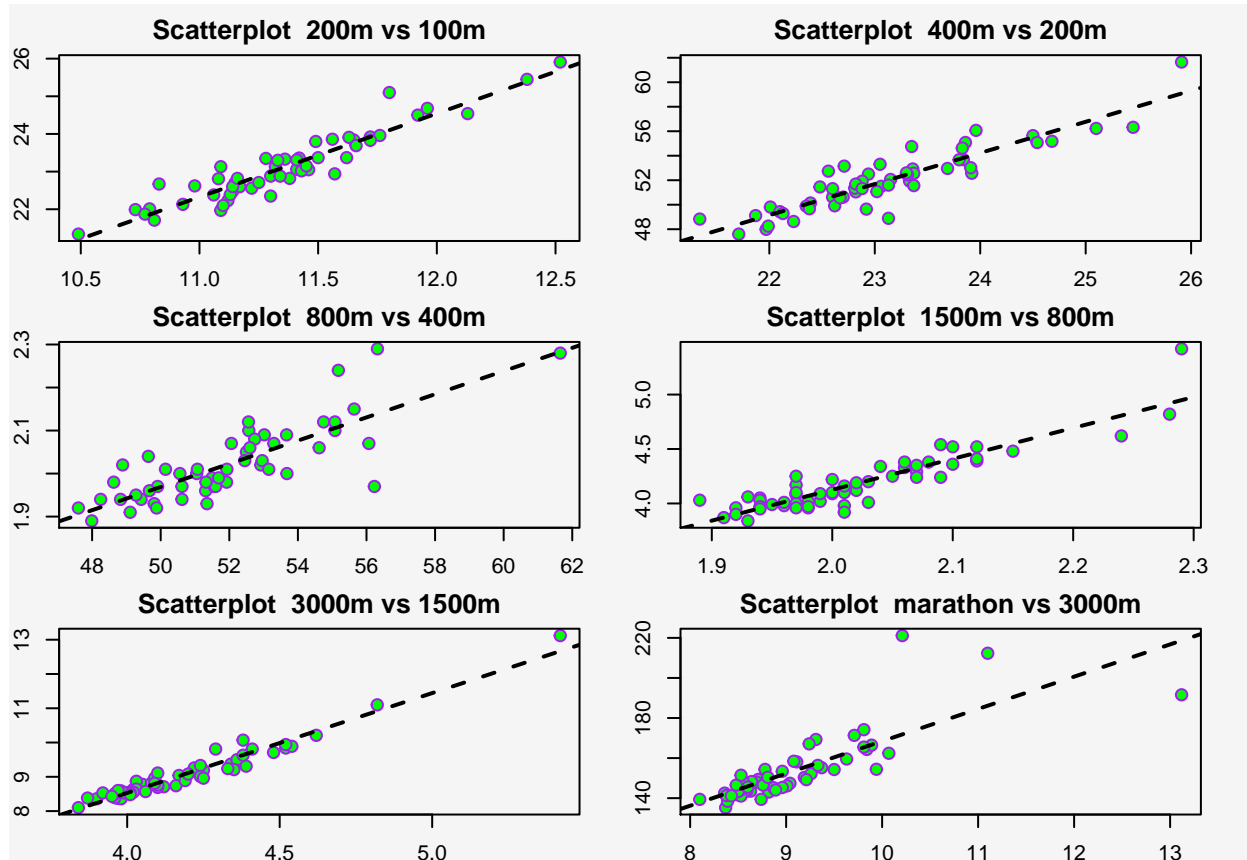 Scatterplot 200m vs 100m
26
24
22
10.5 11.0 11.5 12.0 12.5
Scatterplot 400m vs 200m
60
56
52
48
22 23 24 25 26
Scatterplot 800m vs 400m
2.3
2.1
1.9
48 50 52 54 56 58 60 62
Scatterplot 1500m vs 800m
5.0
4.5
4.0
1.9 2.0 2.1 2.2 2.3
Scatterplot 3000m vs 1500m
13
11
9
8
4.0 4.5 5.0
Scatterplot marathon vs 3000m
220
180
140
8 9 10 11 12 13